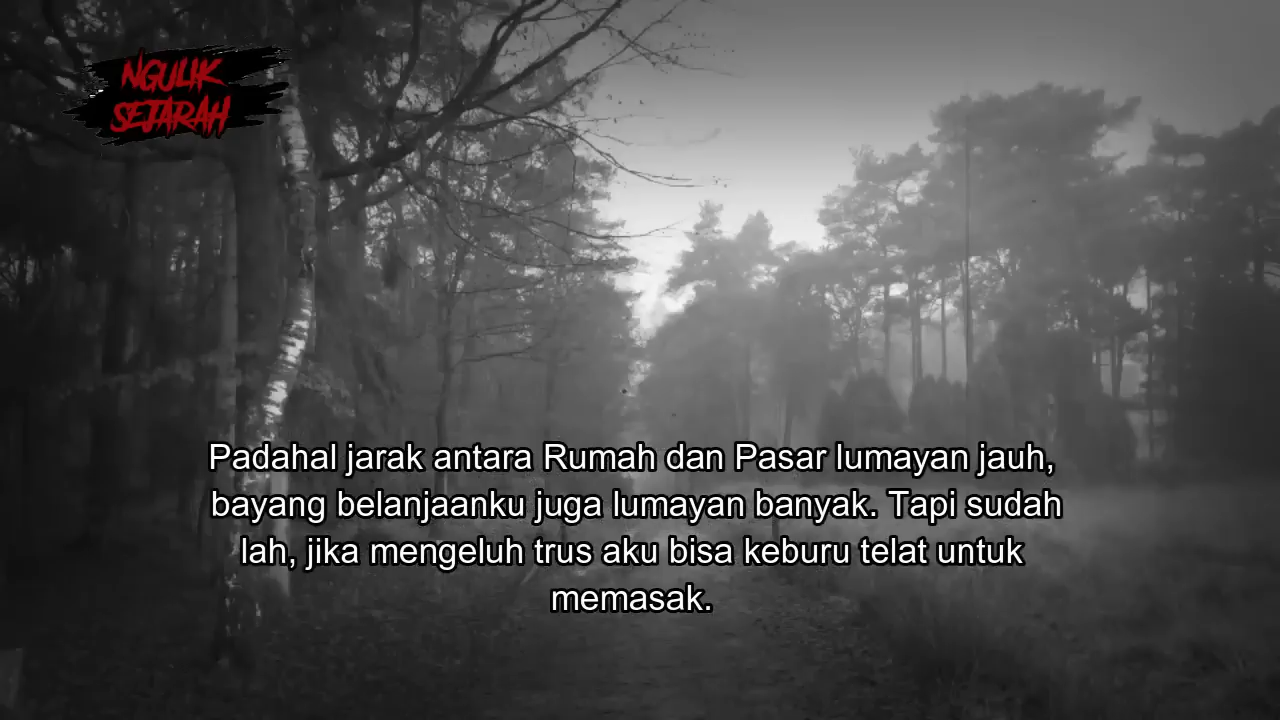 NGULIK
SEJARAH
Padahal jarak antara Rumah dan Pasar lumayan jauh,
bayang belanjaanku juga lumayan banyak. Tapi sudah
lah, jika mengeluh trus aku bisa keburu telat untuk
memasak.